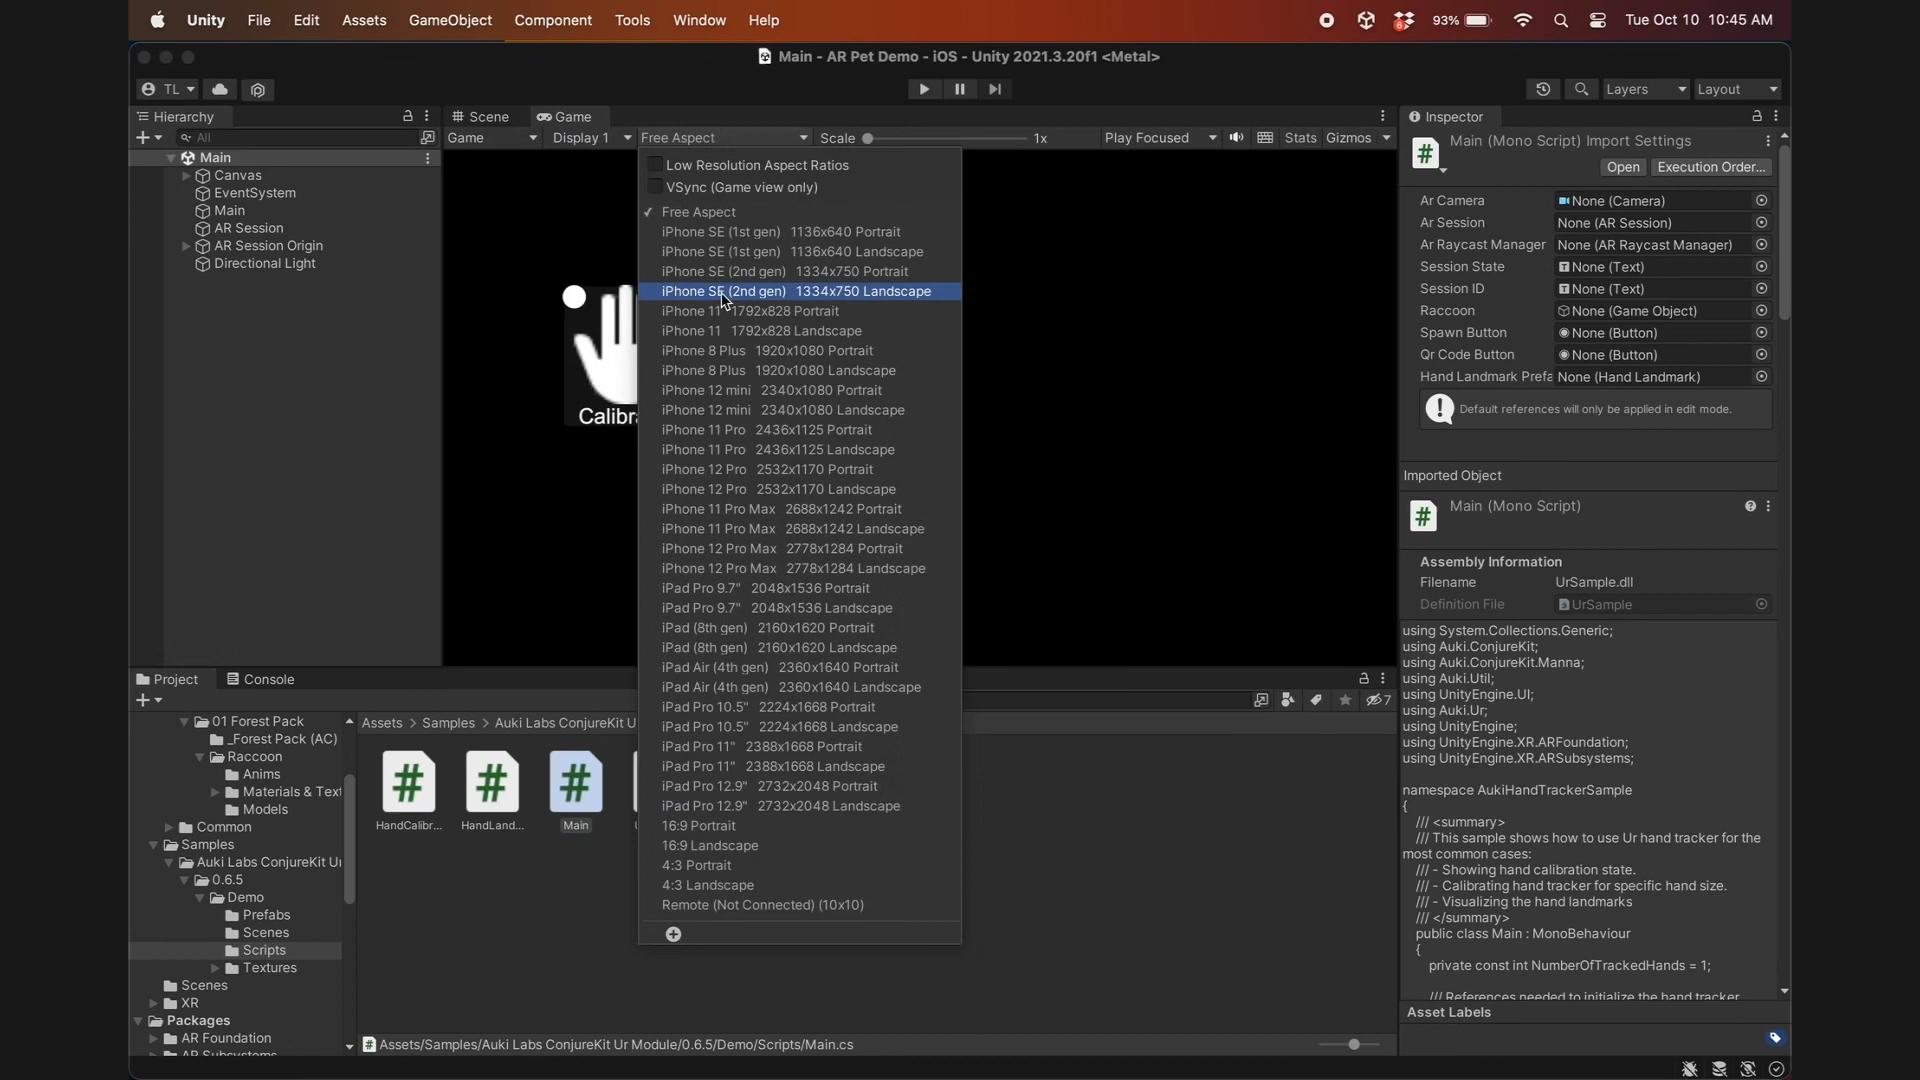 Unity File Edit Assets GameObject Component Tools Window Help
6 93% Tue Oct 10 10:45 AM
Main - AR Pet Demo - iOS - Unity 2021.3.20f1 <Metal>
TL Layers Layout
Hierarchy
All
Main
Canvas
EventSystem
Main
AR Session
AR Session Origin
Directional Light
Scene Game
Game Display 1 Free Aspect Scale 1x Play Focused Stats Gizmos
Calibr
Low Resolution Aspect Ratios
VSync (Game view only)
Free Aspect
iPhone SE (1st gen) 1136x640 Portrait
iPhone SE (1st gen) 1136x640 Landscape
iPhone SE (2nd gen) 1334x750 Portrait
iPhone SE (2nd gen) 1334x750 Landscape
iPhone 11 1792x828 Portrait
iPhone 11 1792x828 Landscape
iPhone 8 Plus 1920x1080 Portrait
iPhone 8 Plus 1920x1080 Landscape
iPhone 12 mini 2340x1080 Portrait
iPhone 12 mini 2340x1080 Landscape
iPhone 11 Pro 2436x1125 Portrait
iPhone 11 Pro 2436x1125 Landscape
iPhone 12 Pro 2532x1170 Portrait
iPhone 12 Pro 2532x1170 Landscape
iPhone 11 Pro Max 2688x1242 Portrait
iPhone 11 Pro Max 2688x1242 Landscape
iPhone 12 Pro Max 2778x1284 Portrait
iPhone 12 Pro Max 2778x1284 Landscape
iPad Pro 9.7" 2048x1536 Portrait
iPad Pro 9.7" 2048x1536 Landscape
iPad (8th gen) 2160x1620 Portrait
iPad (8th gen) 2160x1620 Landscape
iPad Air (4th gen) 2360x1640 Portrait
iPad Air (4th gen) 2360x1640 Landscape
iPad Pro 10.5" 2224x1668 Portrait
iPad Pro 10.5" 2224x1668 Landscape
iPad Pro 11" 2388x1668 Portrait
iPad Pro 11" 2388x1668 Landscape
iPad Pro 12.9" 2732x2048 Portrait
iPad Pro 12.9" 2732x2048 Landscape
16:9 Portrait
16:9 Landscape
4:3 Portrait
4:3 Landscape
Remote (Not Connected) (10x10)
Inspector
Main (Mono Script) Import Settings
Open Execution Order...
Ar Camera None (Camera)
Ar Session None (AR Session)
Ar Raycast Manager None (AR Raycast Manager)
Session State None (Text)
Session ID None (Text)
Raccoon None (Game Object)
Spawn Button None (Button)
Qr Code Button None (Button)
Hand Landmark Prefa None (Hand Landmark)
Default references will only be applied in edit mode.
Imported Object
Main (Mono Script)
Assembly Information
Filename UrSample.dll
Definition File UrSample
using System.Collections.Generic;
using Auki.ConjureKit;
using Auki.ConjureKit.Manna;
using Auki.Util;
using UnityEngine.UI;
using Auki.Ur;
using UnityEngine;
using UnityEngine.XR.ARFoundation;
using UnityEngine.XR.ARSubsystems;
namespace AukiHandTrackerSample
{
/// <summary>
/// This sample shows how to use Ur hand tracker for the
most common cases:
/// - Showing hand calibration state.
/// - Calibrating hand tracker for specific hand size.
/// - Visualizing the hand landmarks
/// </summary>
public class Main : MonoBehaviour
{
private const int NumberOfTrackedHands = 1;
/// References needed to initialize the hand tracker
Asset Labels
Project Console
7
01 Forest Pack
_Forest Pack (AC)
Raccoon
Anims
Materials & Text
Models
Common
Samples
Auki Labs ConjureKit Ur
0.6.5
Demo
Prefabs
Scenes
Scripts
Textures
Scenes
XR
Packages
AR Foundation
AR Subsystems
Assets > Samples > Auki Labs ConjureKit U
HandCalibr... HandLand... Main
Assets/Samples/Auki Labs ConjureKit Ur Module/0.6.5/Demo/Scripts/Main.cs